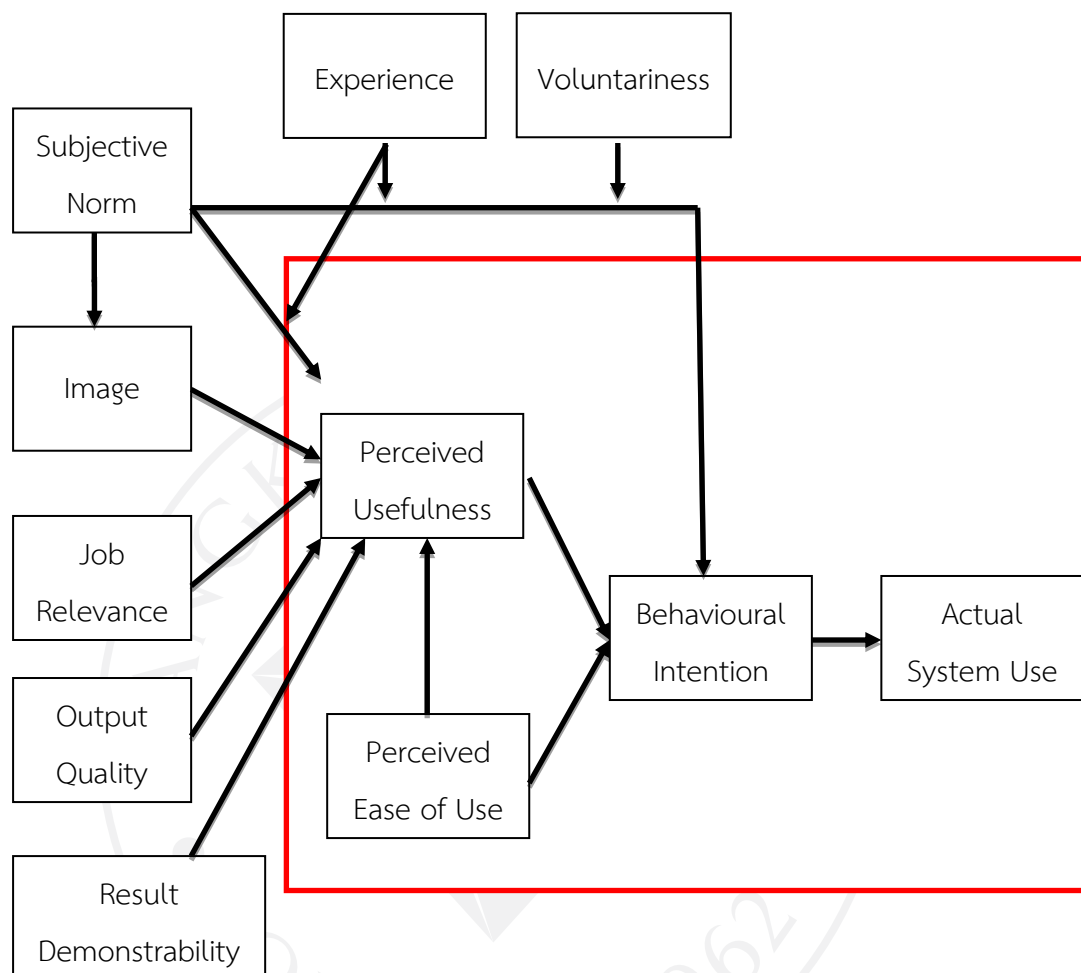 Experience
Voluntariness
Subjective
Norm
Image
Perceived
Usefulness
Job
Relevance
Behavioural
Intention
Actual
System Use
Output
Quality
Perceived
Ease of Use
Result
Demonstrability